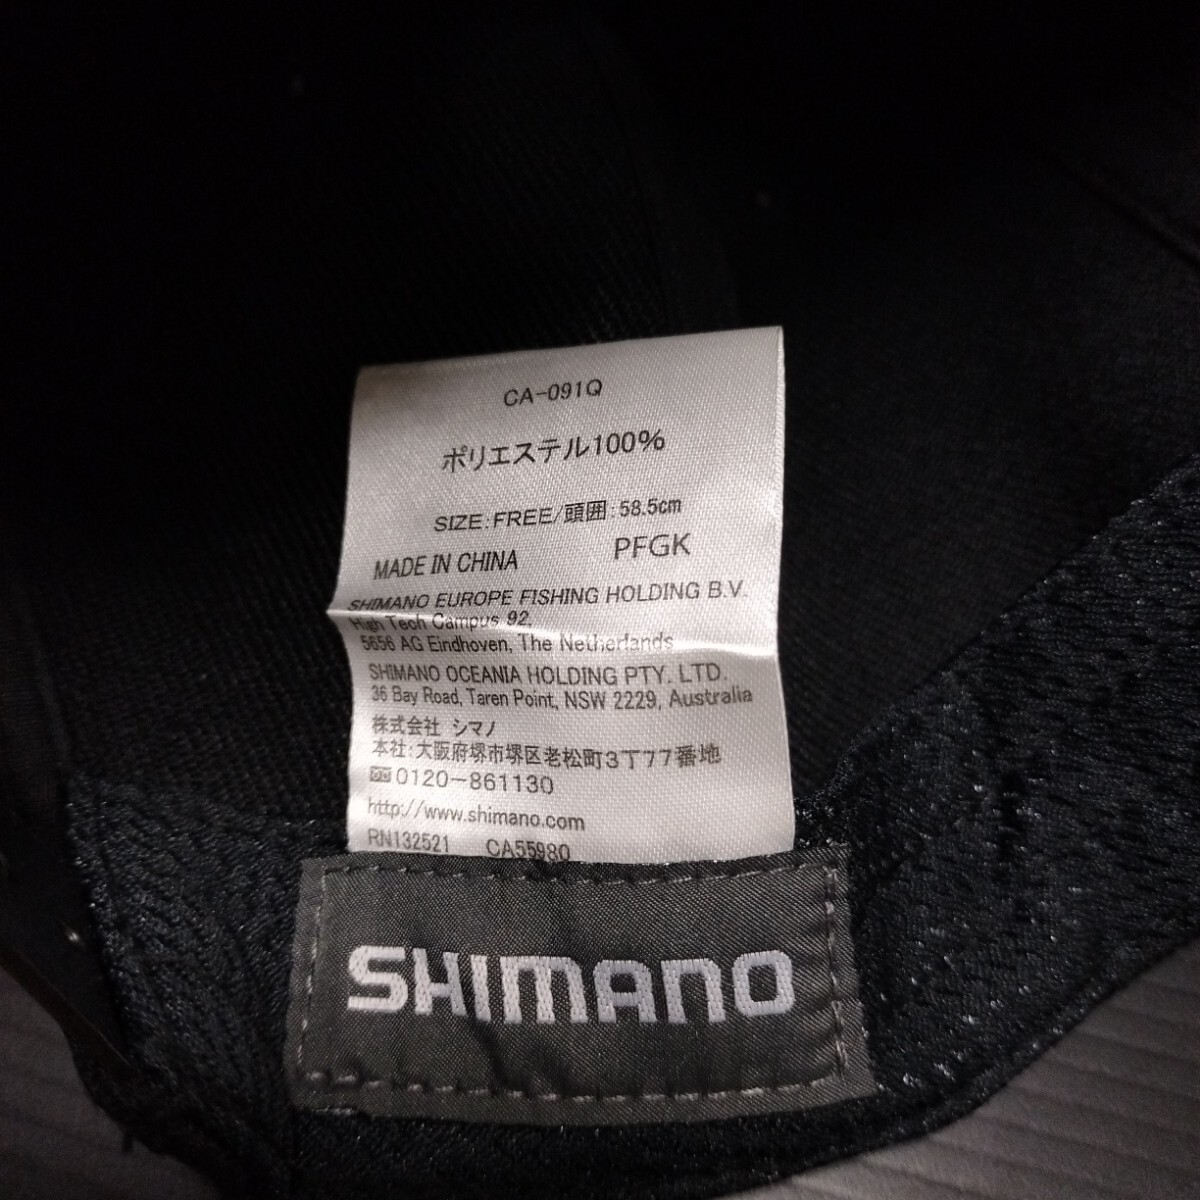 CA-091Q
ポリエステル100%
SIZE:FREE/頭囲:58.5cm
MADE IN CHINA PFGK
SHIMANO EUROPE FISHING HOLDING B.V.
High Tech Campus 92,
5656 AG Eindhoven, The Netherlands
SHIMANO OCEANIA HOLDING PTY. LTD.
36 Bay Road, Taren Point, NSW 2229, Australia
株式会社 シマノ
本社:大阪府堺市堺区老松町3丁77番地
0120-861130
http://www.shimano.com
RN132521 CA55980
SHIMANO